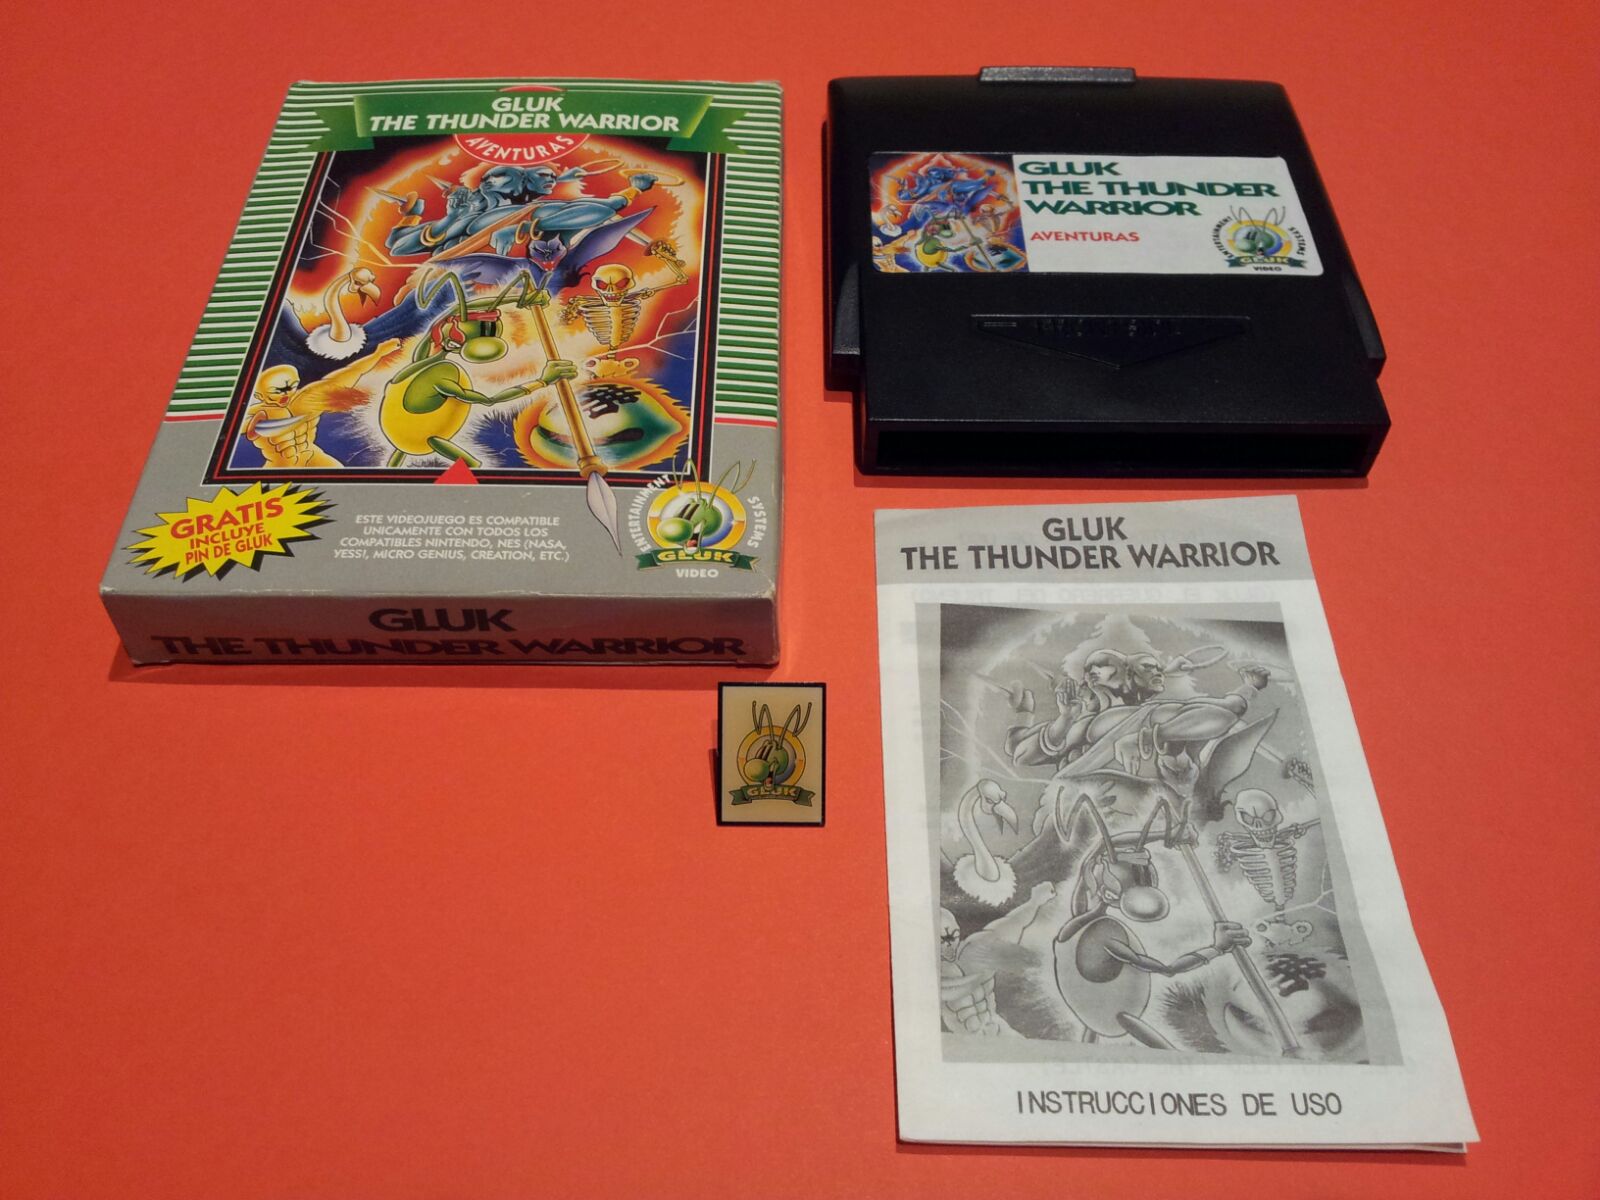 GLUK
THE THUNDER WARRIOR
AVENTURAS
GRATIS
INCLUYE
PIN DE GLUK
ESTE VIDEOJUEGO ES COMPATIBLE
UNICAMENTE CON TODOS LOS
COMPATIBLES NINTENDO, NES (NASA,
YESS!, MICRO GENIUS, CREATION, ETC.)
ENTERTAINMENT
SYSTEMS
GLUK
VIDEO
GLUK
THE THUNDER WARRIOR
GLUK
THE THUNDER
WARRIOR
AVENTURAS
ENTERTAINMENT
SYSTEMS
GLUK
VIDEO
GLUK
GLUK
THE THUNDER WARRIOR
INSTRUCCIONES DE USO